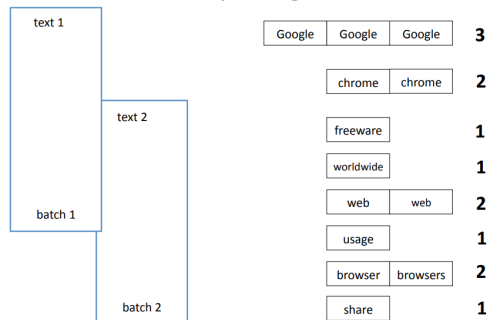 text 1
text 2
batch 1
batch 2
Google Google Google 3
chrome chrome 2
freeware 1
worldwide 1
web web 2
usage 1
browser browsers 2
share 1